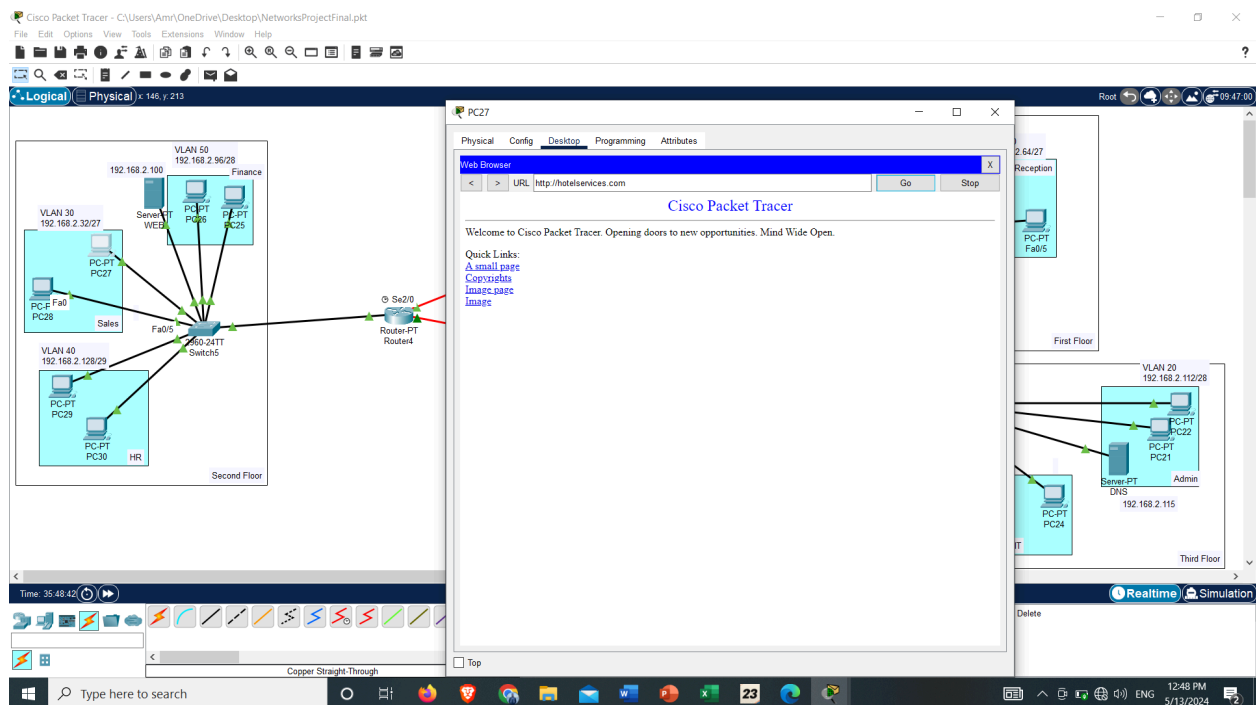 Cisco Packet Tracer - C:\Users\Amr\OneDrive\Desktop\NetworksProjectFinal.pkt
File Edit Options View Tools Extensions Window Help
?
Logical Physical x: 146, y: 213
Root 09:47:00
VLAN 50
192.168.2.96/28
192.168.2.100
Finance
Server-PT
WEB
PC-PT
PC26
PC-PT
PC25
VLAN 30
192.168.2.32/27
PC-PT
PC27
Fa0
PC28
Sales
Fa0/5
2960-24TT
Switch5
VLAN 40
192.168.2.128/29
PC-PT
PC29
PC-PT
PC30
HR
Second Floor
Se2/0
Router-PT
Router4
PC27
Physical Config Desktop Programming Attributes
Web Browser X
< > URL http://hotelservices.com Go Stop
Cisco Packet Tracer
Welcome to Cisco Packet Tracer. Opening doors to new opportunities. Mind Wide Open.
Quick Links:
A small page
Copyrights
Image page
Image
Top
2.64/27
Reception
PC-PT
Fa0/5
First Floor
VLAN 20
192.168.2.112/28
PC-PT
PC22
PC-PT
PC21
Server-PT
DNS
Admin
192.168.2.115
PC-PT
PC24
IT
Third Floor
Time: 35:48:42
Realtime Simulation
Delete
Copper Straight-Through
Type here to search
23
ENG
12:48 PM
5/13/2024
2